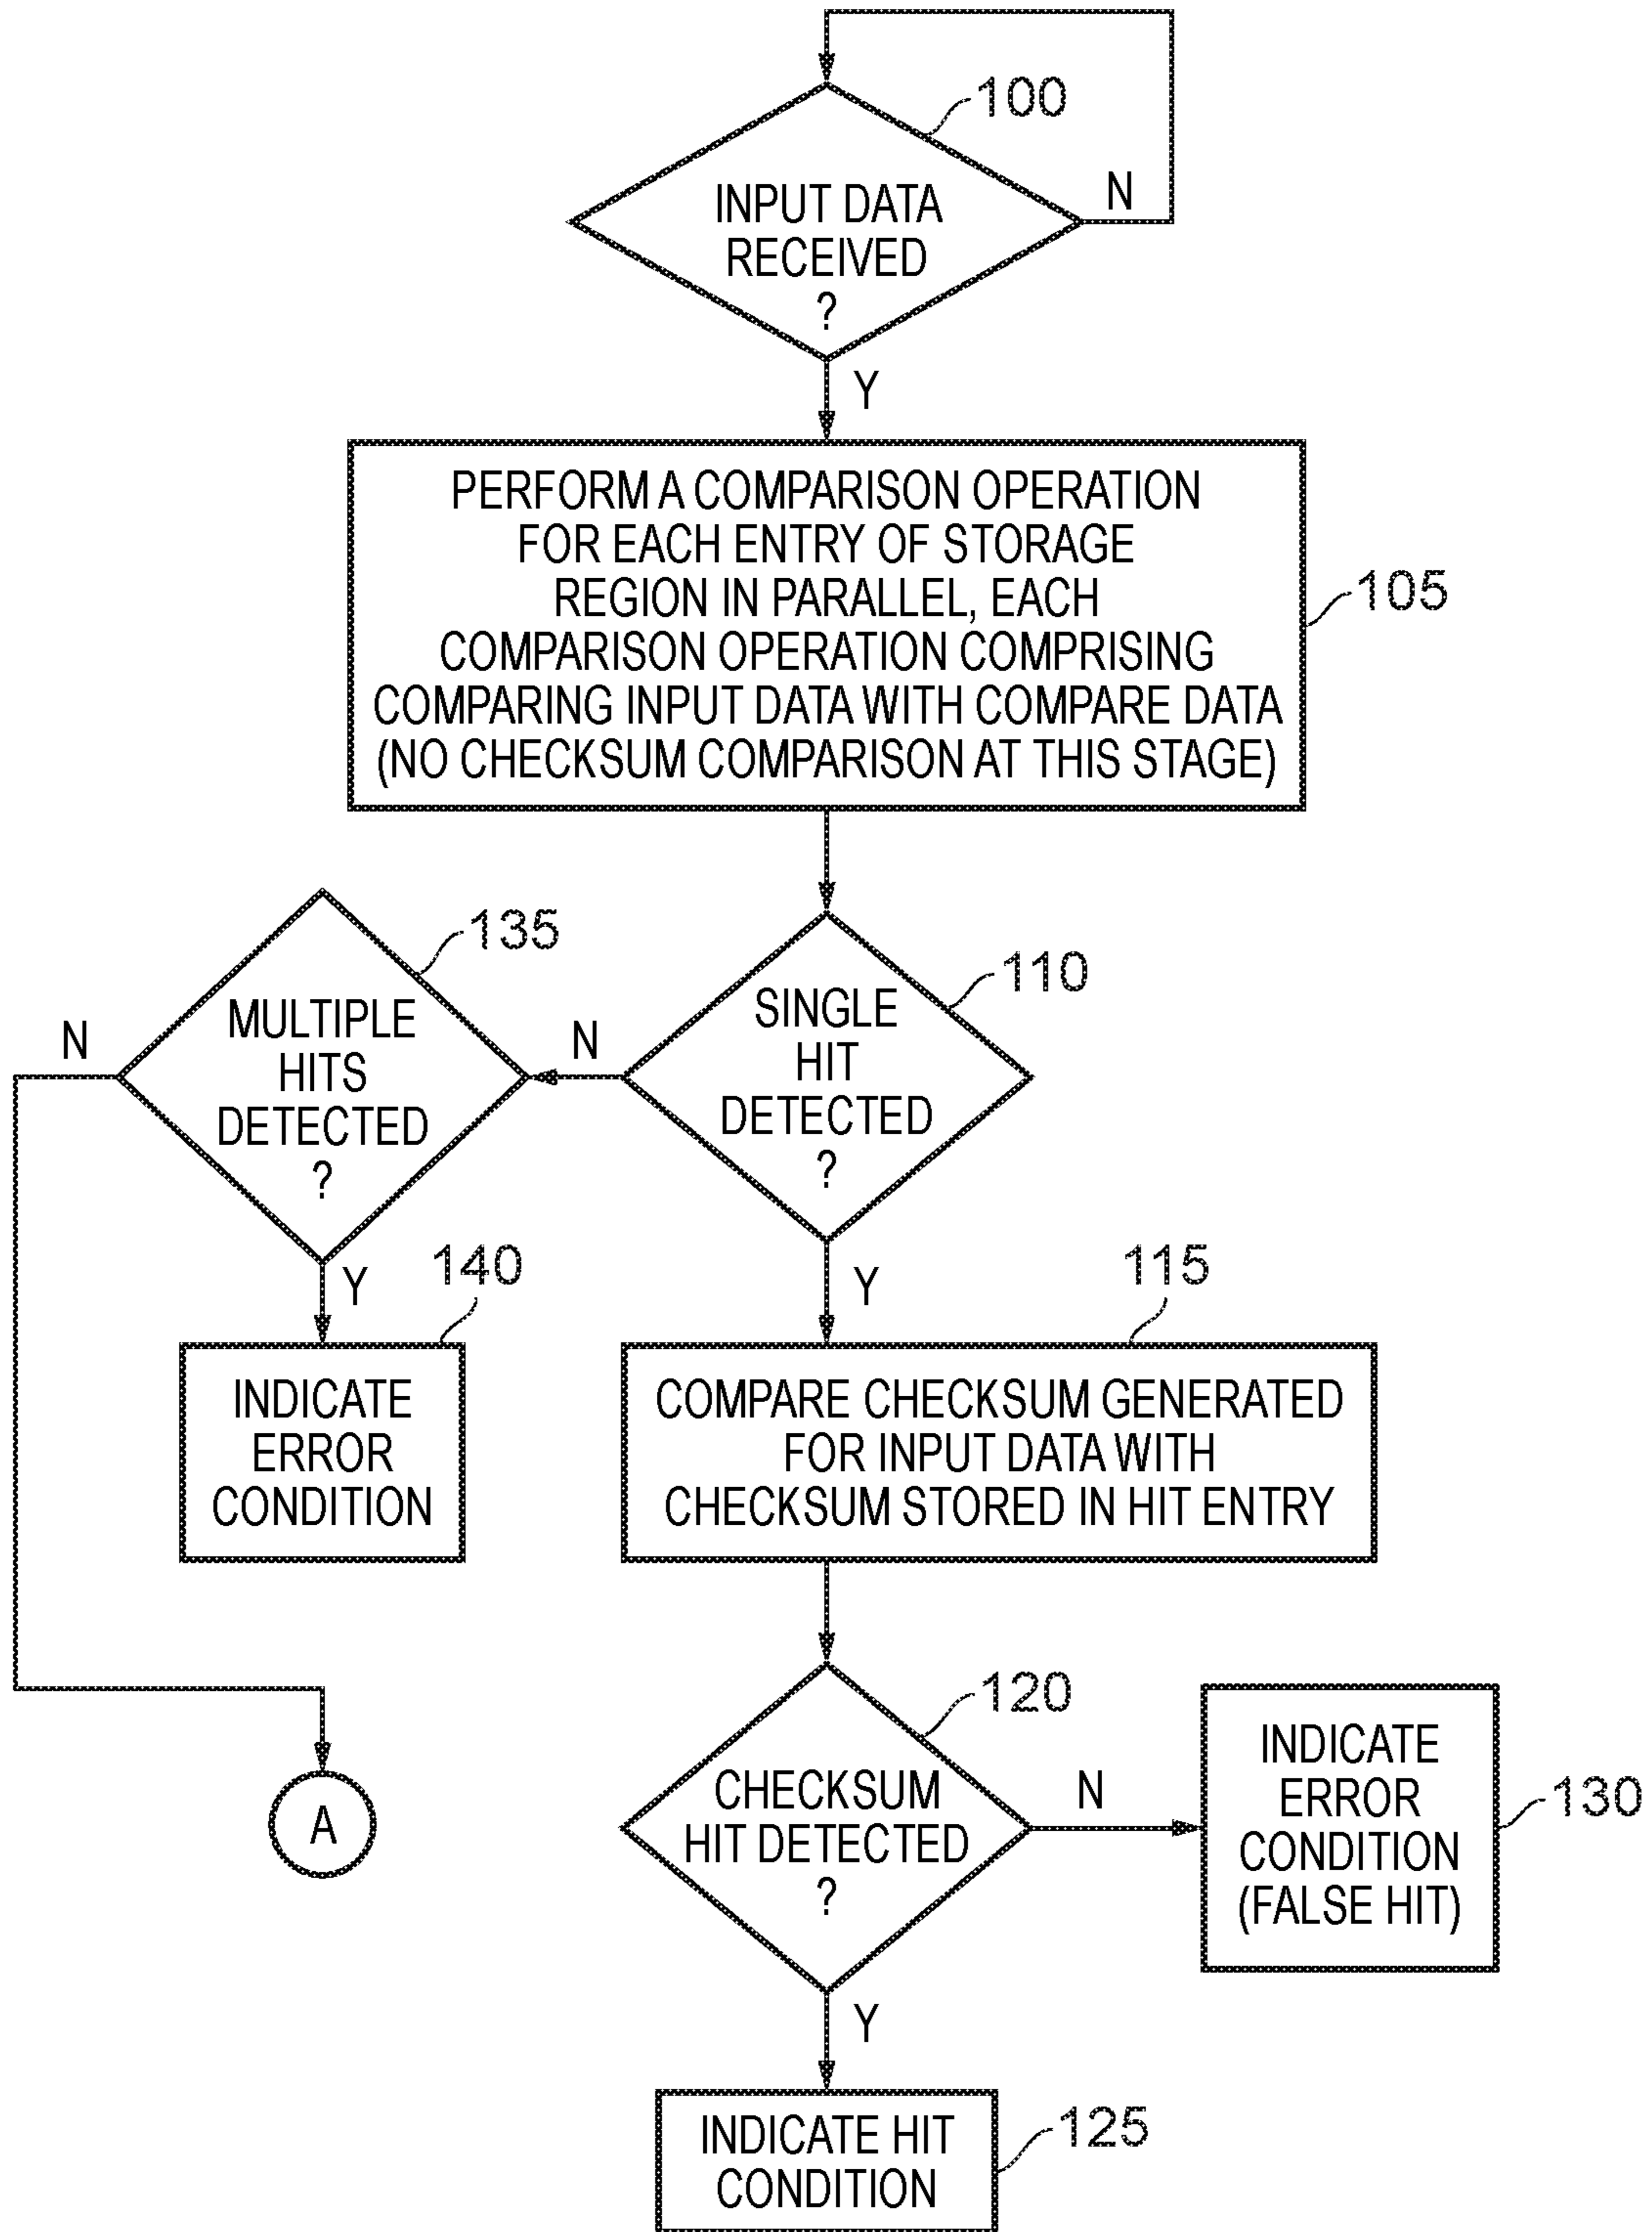 100
INPUT DATA
RECEIVED
?
N
Y
PERFORM A COMPARISON OPERATION
FOR EACH ENTRY OF STORAGE
REGION IN PARALLEL, EACH
COMPARISON OPERATION COMPRISING
COMPARING INPUT DATA WITH COMPARE DATA
(NO CHECKSUM COMPARISON AT THIS STAGE)
105
110
SINGLE
HIT
DETECTED
?
N
Y
135
MULTIPLE
HITS
DETECTED
?
N
Y
140
INDICATE
ERROR
CONDITION
115
COMPARE CHECKSUM GENERATED
FOR INPUT DATA WITH
CHECKSUM STORED IN HIT ENTRY
A
120
CHECKSUM
HIT DETECTED
?
N
INDICATE
ERROR
CONDITION
(FALSE HIT)
130
Y
INDICATE HIT
CONDITION
125